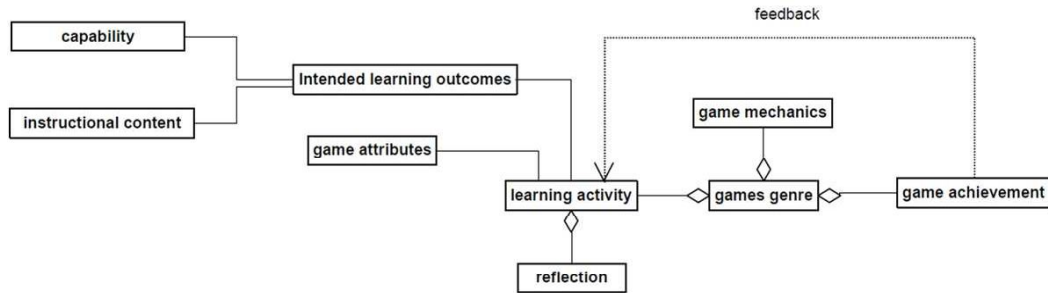 feedback
capability
Intended learning outcomes
instructional content
game mechanics
game attributes
learning activity
games genre
game achievement
reflection